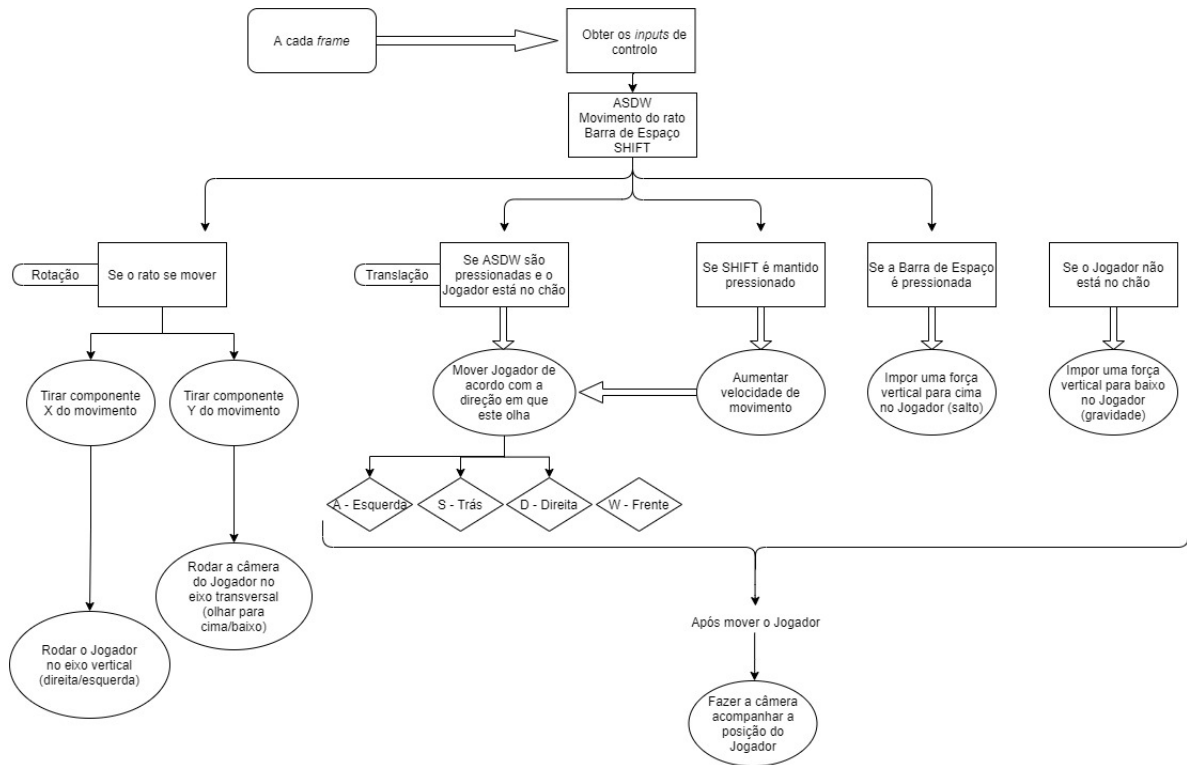 A cada frame
Obter os inputs de
controlo
ASDW
Movimento do rato
Barra de Espaço
SHIFT
Rotação
Se o rato se mover
Translação
Se ASDW são
pressionadas e o
Jogador está no chão
Se SHIFT é mantido
pressionado
Se a Barra de Espaço
é pressionada
Se o Jogador não
está no chão
Tirar componente
X do movimento
Tirar componente
Y do movimento
Mover Jogador de
acordo com a
direção em que
este olha
Aumentar
velocidade de
movimento
Impor uma força
vertical para cima
no Jogador (salto)
Impor uma força
vertical para baixo
no Jogador
(gravidade)
A - Esquerda
S - Trás
D - Direita
W - Frente
Rodar a câmera
do Jogador no
eixo transversal
(olhar para
cima/baixo)
Rodar o Jogador
no eixo vertical
(direita/esquerda)
Após mover o Jogador
Fazer a câmera
acompanhar a
posição do
Jogador